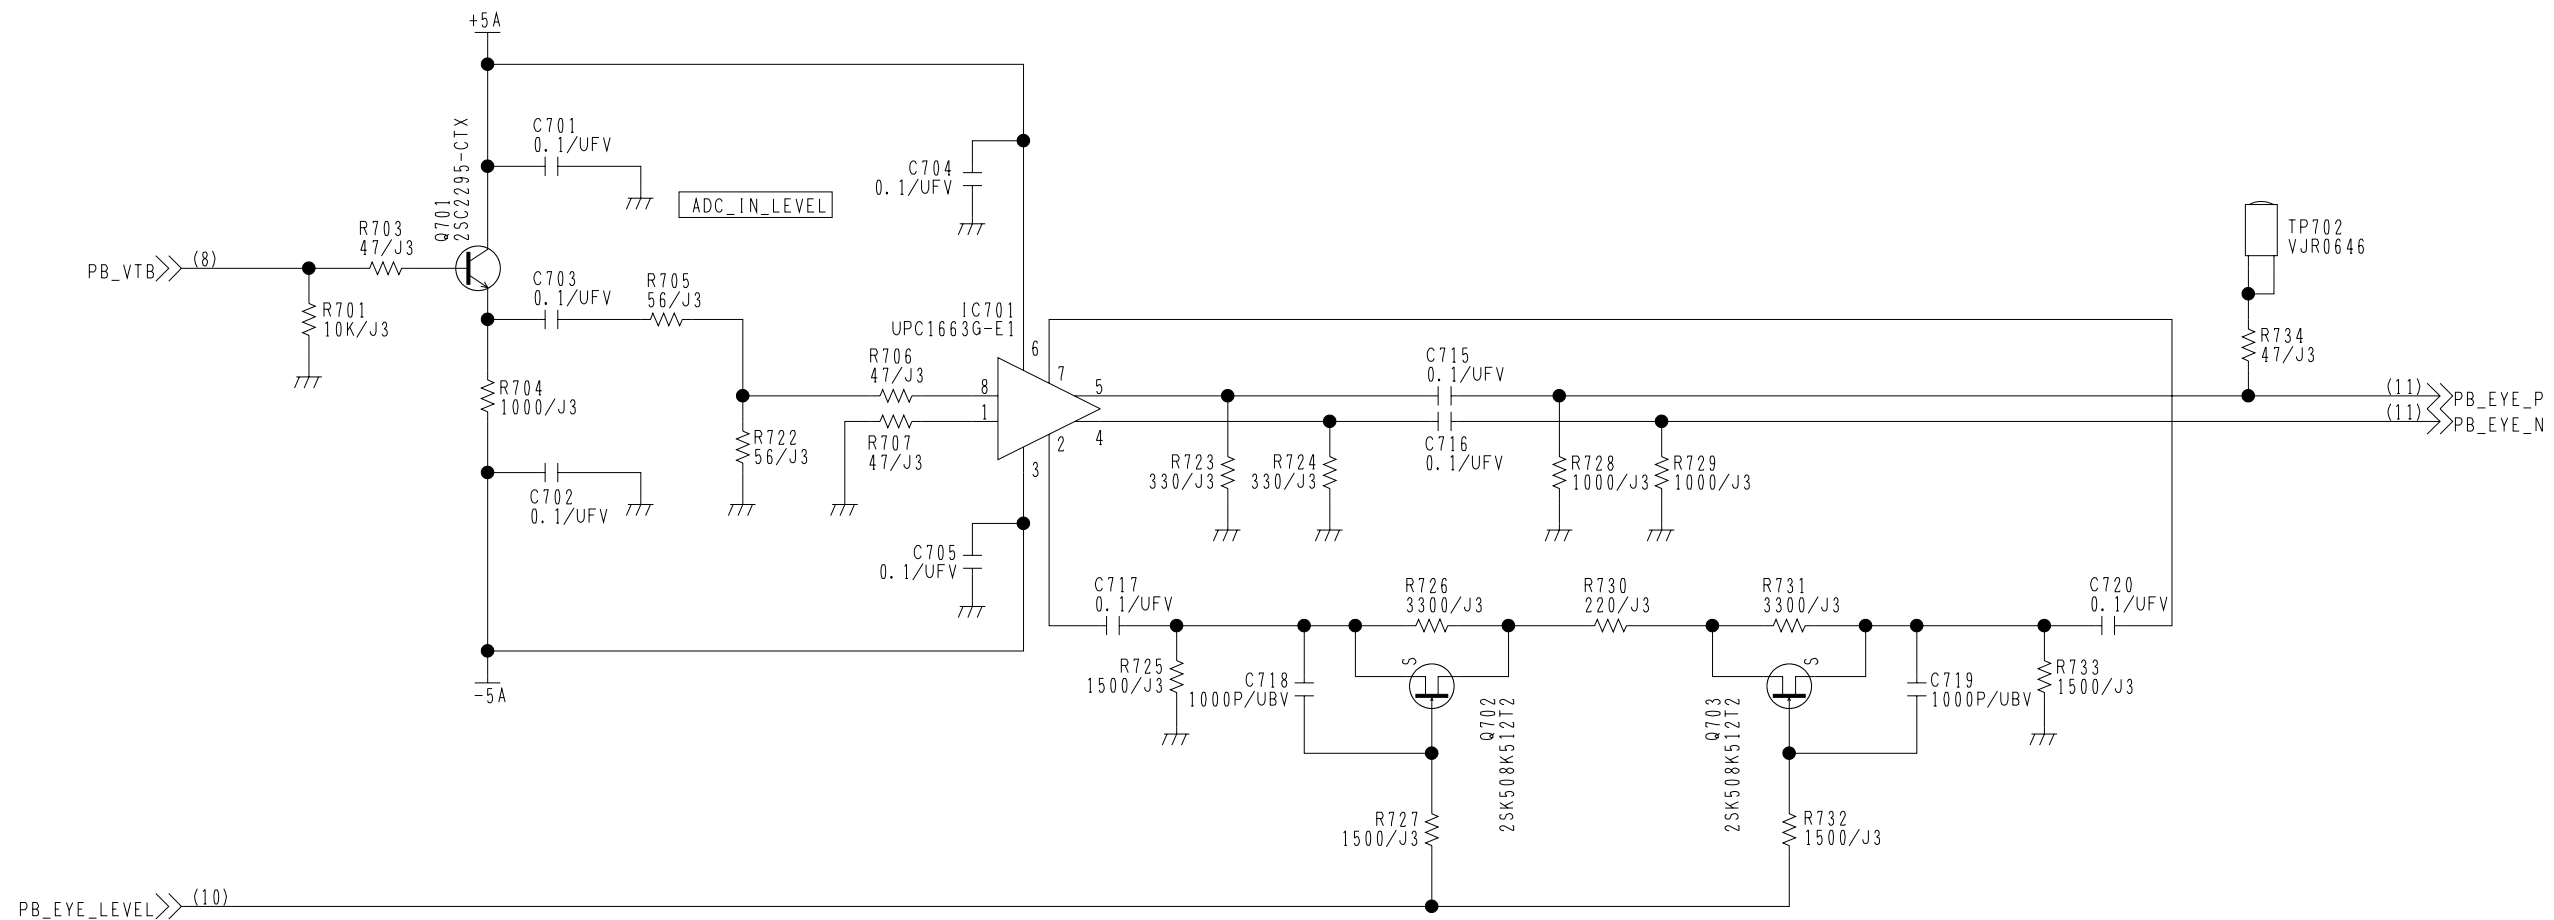 +5A
C701
0.1/UFV
Q701
2SC2295-CTX
C704
0.1/UFV
ADC_IN_LEVEL
R703
47/J3
PB_VTB
(8)
R701
10K/J3
C703
0.1/UFV
R705
56/J3
IC701
UPC1663G-E1
R704
1000/J3
R706
47/J3
R707
47/J3
R722
56/J3
6
7
8
1
5
4
2
3
C702
0.1/UFV
C705
0.1/UFV
-5A
C715
0.1/UFV
C716
0.1/UFV
R723
330/J3
R724
330/J3
R728
1000/J3
R729
1000/J3
TP702
VJR0646
R734
47/J3
(11)
PB_EYE_P
(11)
PB_EYE_N
C717
0.1/UFV
R726
3300/J3
R730
220/J3
R731
3300/J3
C720
0.1/UFV
R725
1500/J3
C718
1000P/UBV
S
Q702
2SK508K512T2
S
Q703
2SK508K512T2
C719
1000P/UBV
R733
1500/J3
R727
1500/J3
R732
1500/J3
PB_EYE_LEVEL
(10)